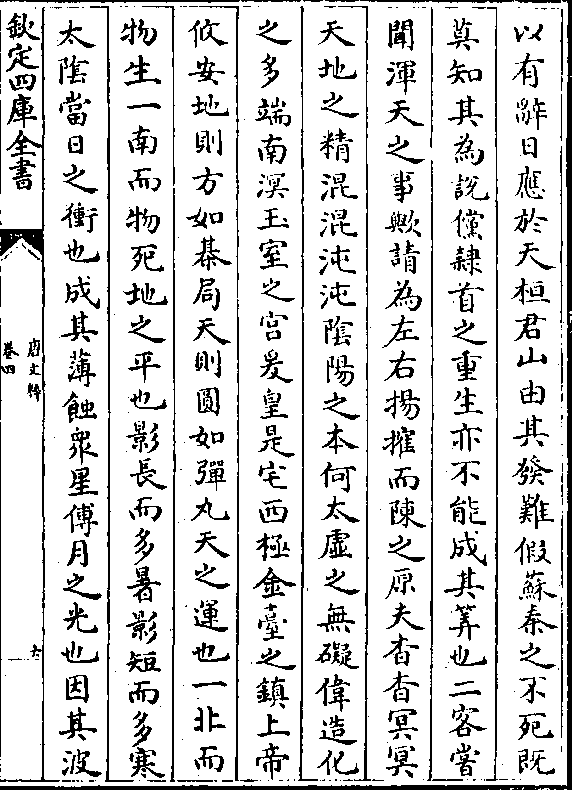 以有辭日應於天桓君山由其發難假蘇秦之不死既
莫知其為說儻隸首之重生亦不能成其筭也二客嘗
聞渾天之事歟請為左右揚搉而陳之原夫杳杳冥冥
天地之精混混沌沌陰陽之本何太虛之無礙偉造化
之多端南溟玉室之宫爰皇是宅西極金臺之鎮上帝
攸安地則方如棊局天則圓如彈丸天之運也一北而
物生一南而物死地之平也影長而多暑影短而多寒
太陰當日之衝也成其薄蝕衆星傅月之光也因其波
欽定四庫全書
唐文粹
卷四
六